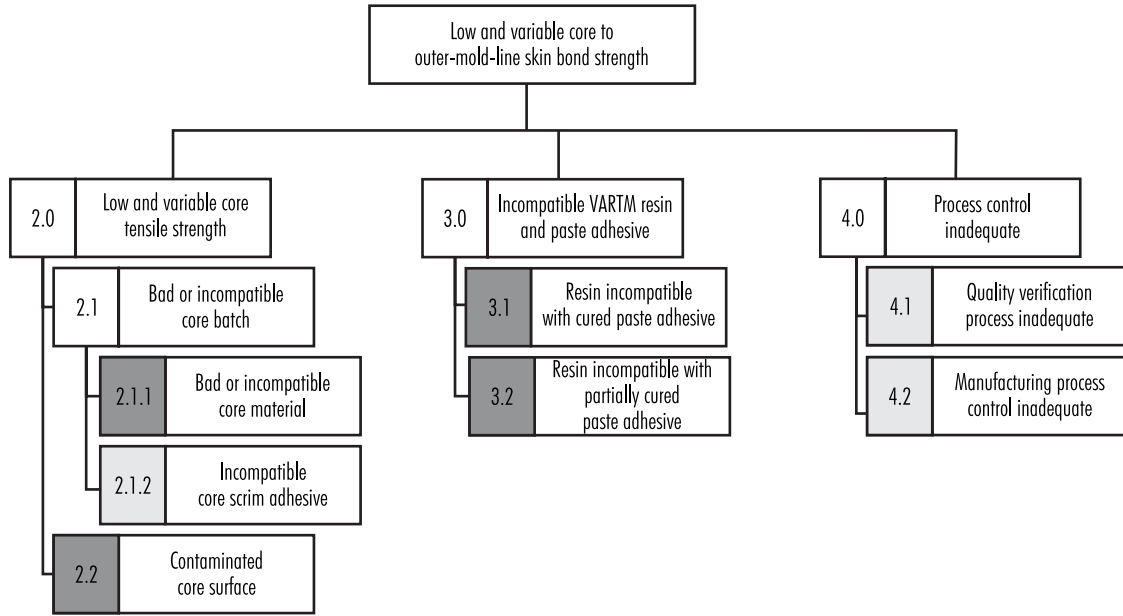 Low and variable core to
outer-mold-line skin bond strength
2.0
Low and variable core
tensile strength
2.1
Bad or incompatible
core batch
2.1.1
Bad or incompatible
core material
2.1.2
Incompatible
core scrim adhesive
2.2
Contaminated
core surface
3.0
Incompatible VARTM resin
and paste adhesive
3.1
Resin incompatible
with cured paste adhesive
3.2
Resin incompatible with
partially cured
paste adhesive
4.0
Process control
inadequate
4.1
Quality verification
process inadequate
4.2
Manufacturing process
control inadequate